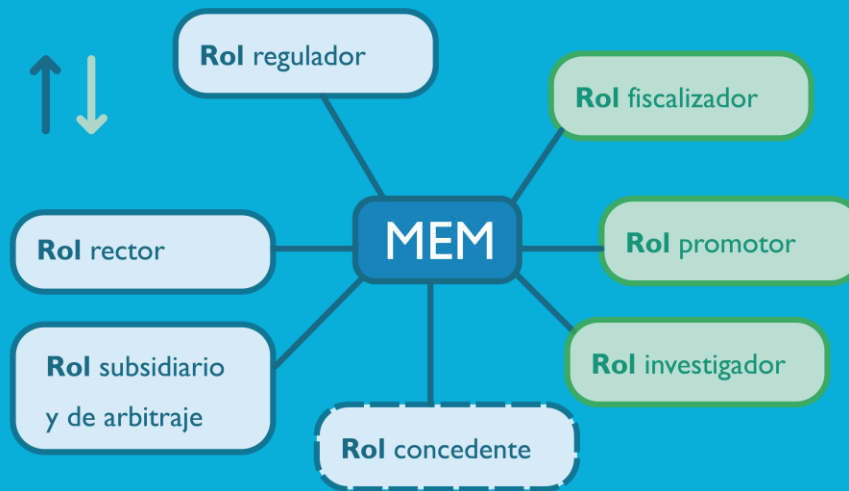 Rol regulador
Rol fiscalizador
MEM
Rol rector
Rol promotor
Rol subsidiario
y de arbitraje
Rol investigador
Rol concedente